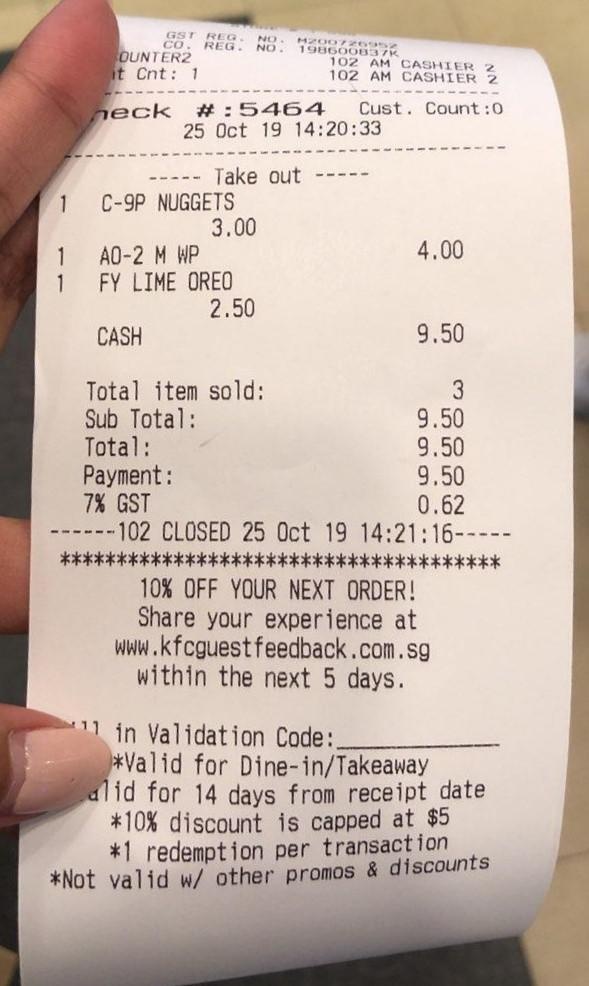 GST REG. NO. M200726952
CO. REG. NO. 198600837K
OUNTER2 102 AM CASHIER 2
t Cnt: 1 102 AM CASHIER 2
heck #:5464 Cust. Count:0
25 Oct 19 14:20:33
----- Take out -----
1 C-9P NUGGETS
3.00
1 AO-2 M WP 4.00
1 FY LIME OREO
2.50
CASH 9.50
Total item sold: 3
Sub Total: 9.50
Total: 9.50
Payment: 9.50
7% GST 0.62
------102 CLOSED 25 Oct 19 14:21:16-----
***************************************
10% OFF YOUR NEXT ORDER!
Share your experience at
www.kfcguestfeedback.com.sg
within the next 5 days.
ll in Validation Code:___________
*Valid for Dine-in/Takeaway
alid for 14 days from receipt date
*10% discount is capped at $5
*1 redemption per transaction
*Not valid w/ other promos & discounts